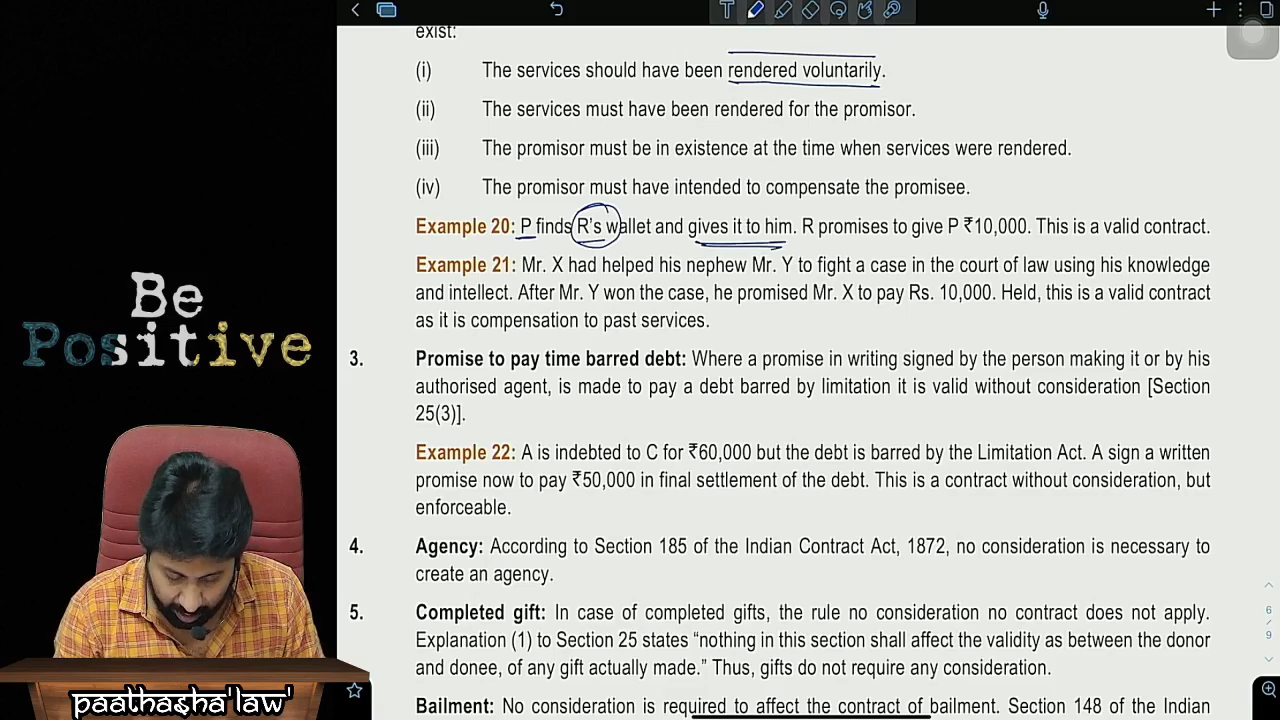 exist:
(i) The services should have been rendered voluntarily.
(ii) The services must have been rendered for the promisor.
(iii) The promisor must be in existence at the time when services were rendered.
(iv) The promisor must have intended to compensate the promisee.
Example 20: P finds R's wallet and gives it to him. R promises to give P ₹10,000. This is a valid contract.
Example 21: Mr. X had helped his nephew Mr. Y to fight a case in the court of law using his knowledge
and intellect. After Mr. Y won the case, he promised Mr. X to pay Rs. 10,000. Held, this is a valid contract
as it is compensation to past services.
3. Promise to pay time barred debt: Where a promise in writing signed by the person making it or by his
authorised agent, is made to pay a debt barred by limitation it is valid without consideration [Section
25(3)].
Example 22: A is indebted to C for ₹60,000 but the debt is barred by the Limitation Act. A sign a written
promise now to pay ₹50,000 in final settlement of the debt. This is a contract without consideration, but
enforceable.
4. Agency: According to Section 185 of the Indian Contract Act, 1872, no consideration is necessary to
create an agency.
5. Completed gift: In case of completed gifts, the rule no consideration no contract does not apply.
Explanation (1) to Section 25 states “nothing in this section shall affect the validity as between the donor
and donee, of any gift actually made.” Thus, gifts do not require any consideration.
Bailment: No consideration is required to affect the contract of bailment. Section 148 of the Indian
Be
Positive
paathasha'law'
6
/
9